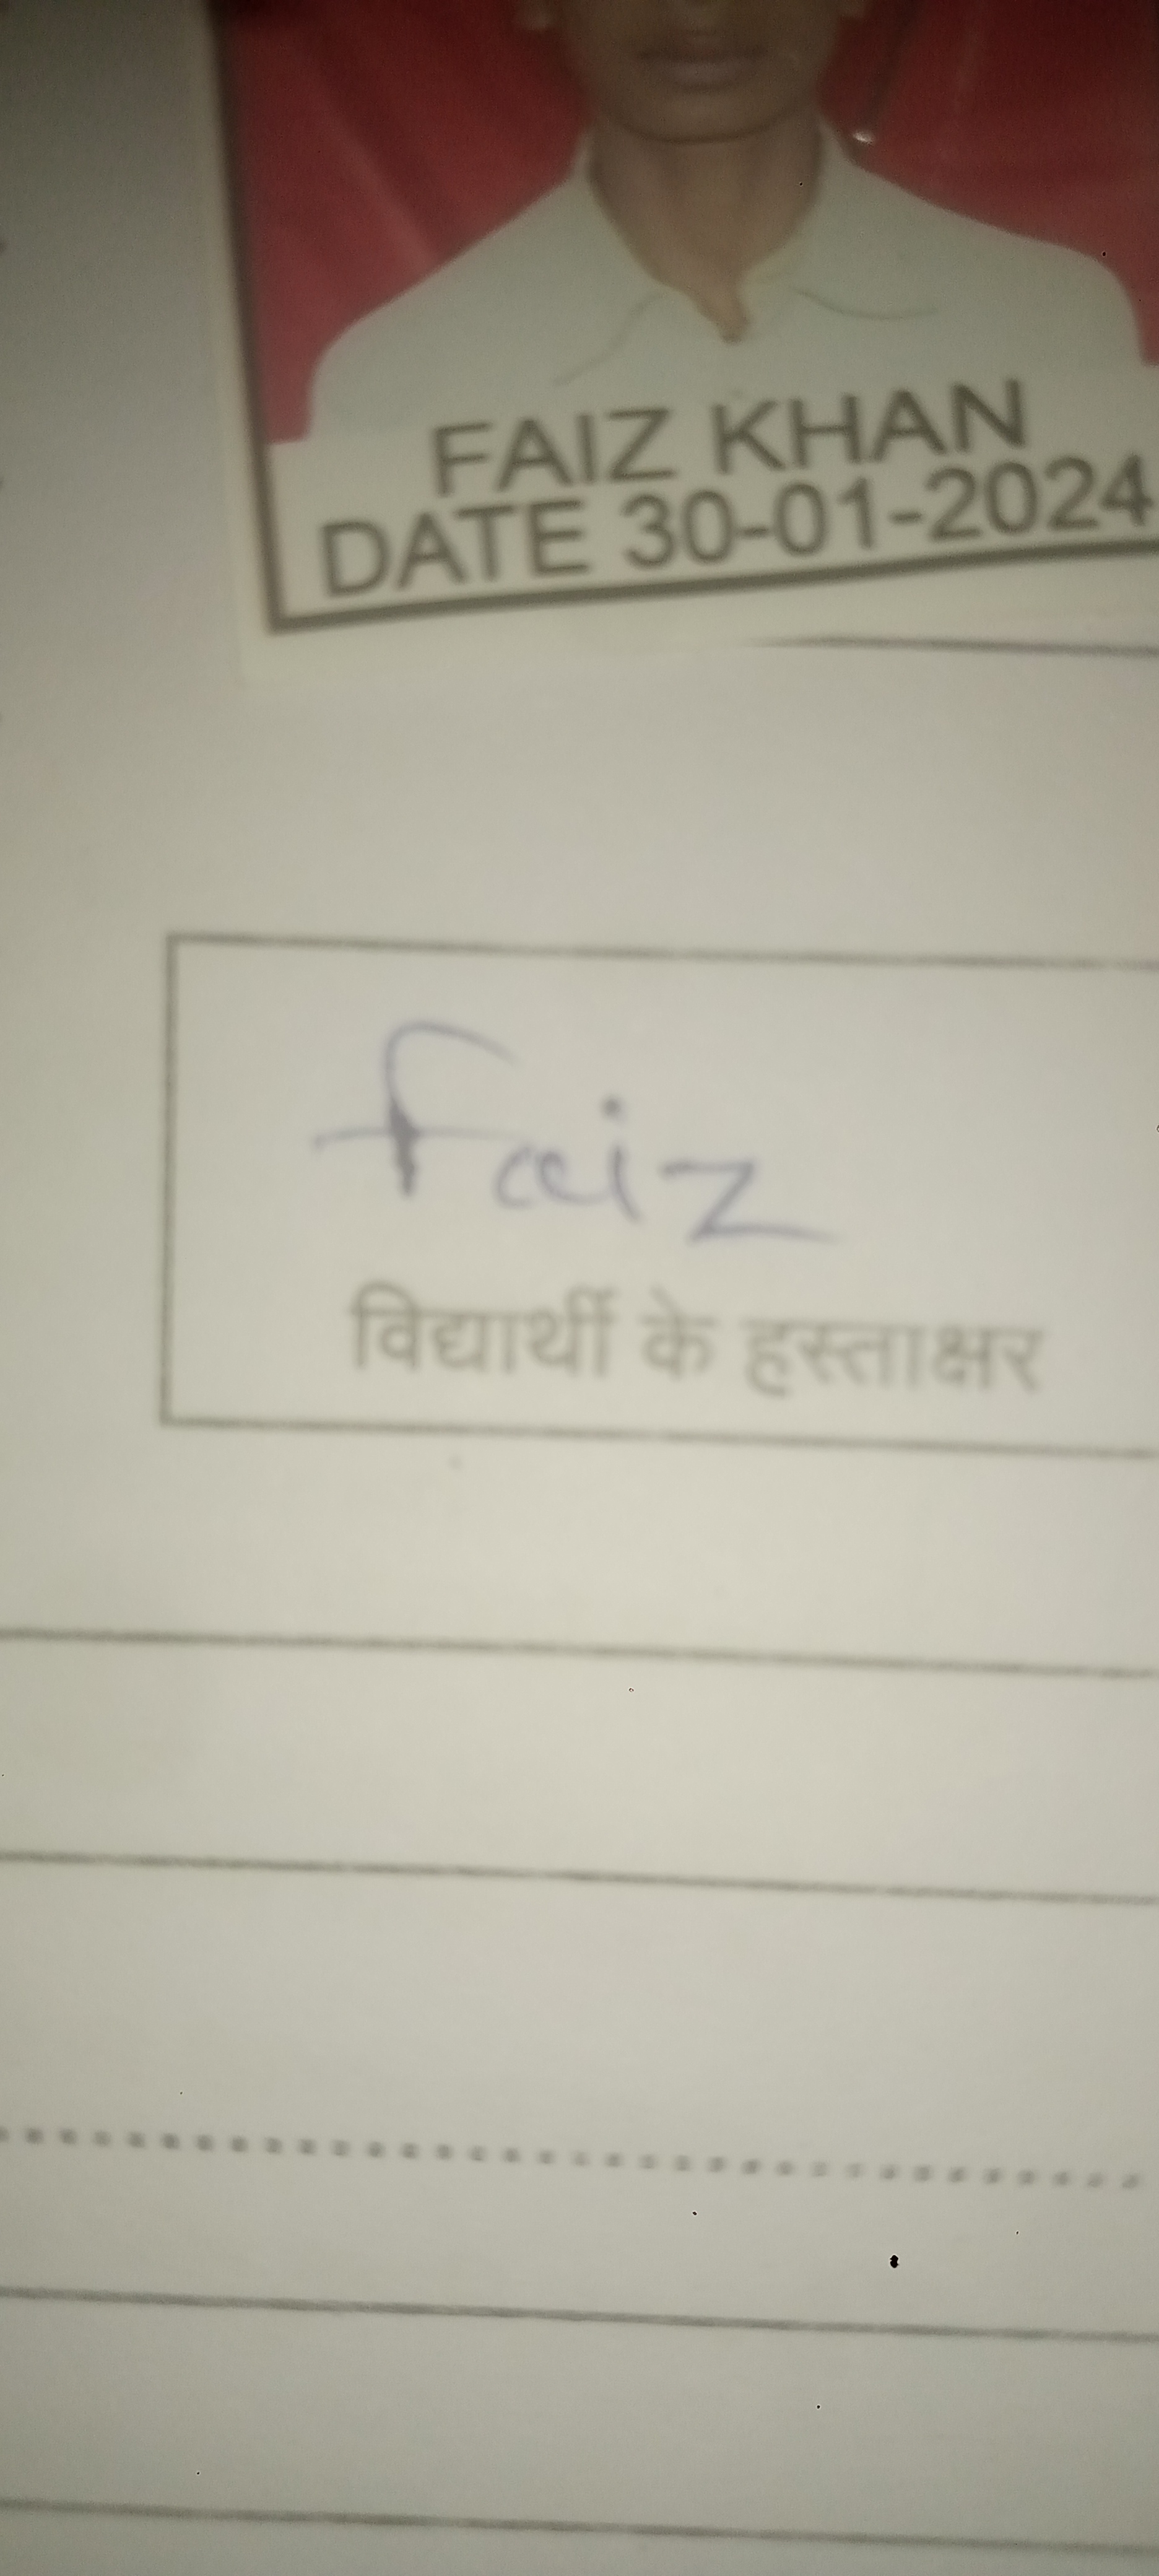 FAIZ KHAN
DATE 30-01-2024
Faiz
विद्यार्थी के हस्ताक्षर